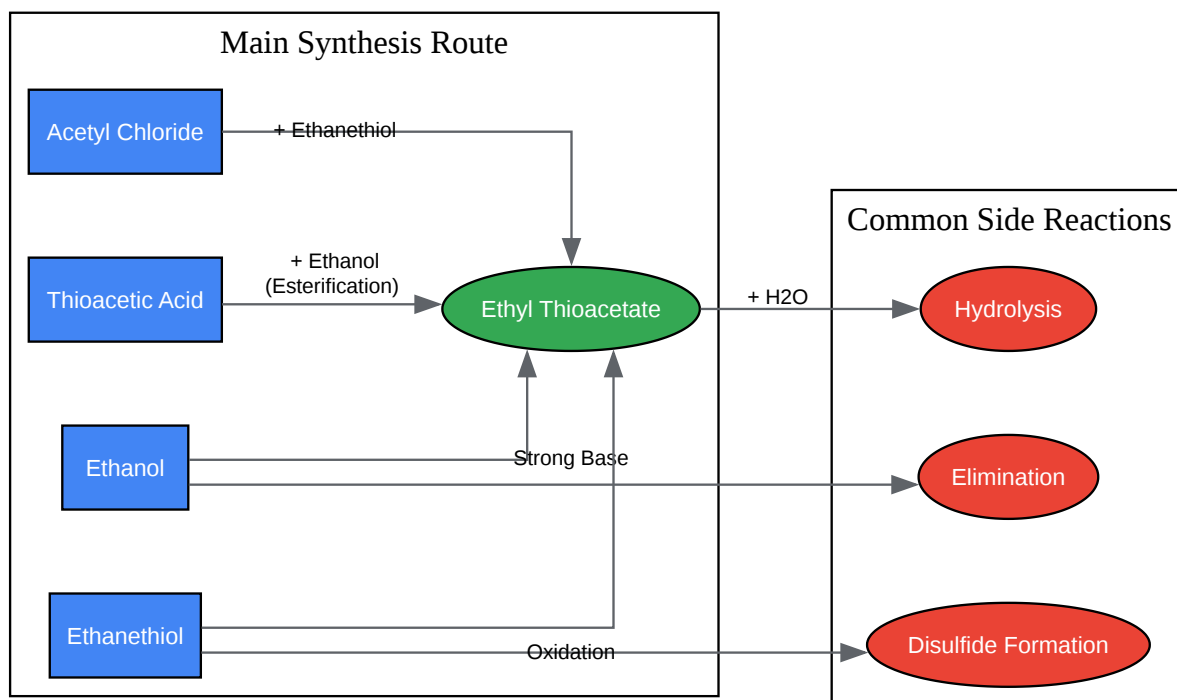 Main Synthesis Route
Acetyl Chloride
+ Ethanethiol
Thioacetic Acid
+ Ethanol
(Esterification)
Ethyl Thioacetate
Ethanol
Strong Base
Ethanethiol
Oxidation
Common Side Reactions
+ H2O
Hydrolysis
Elimination
Disulfide Formation